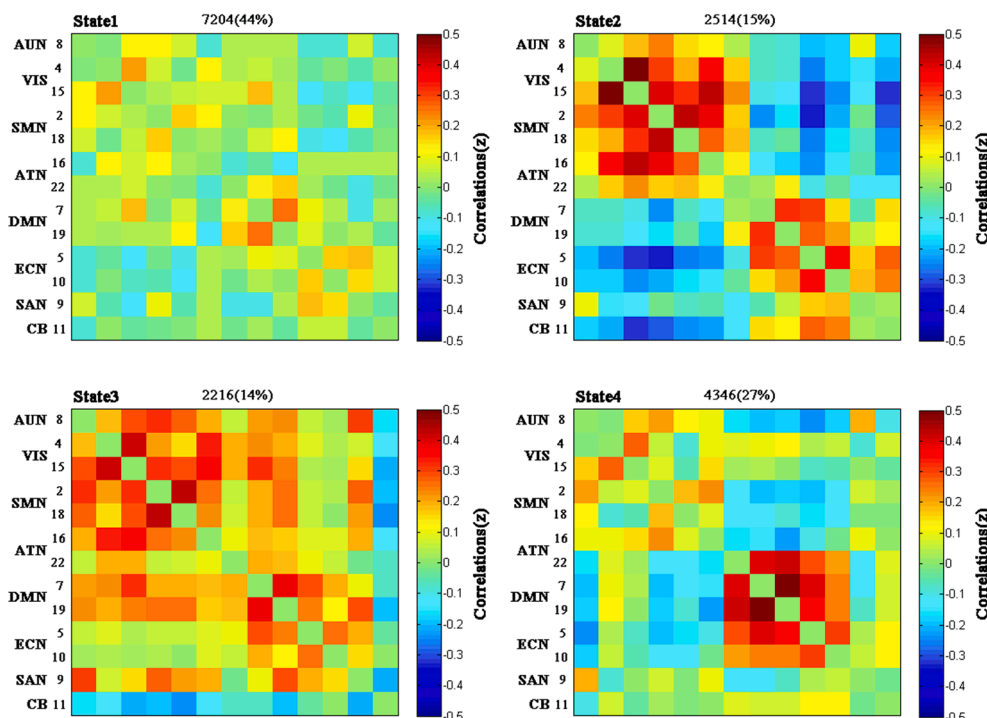 State1 7204(44%)
AUN 8
VIS 4
15
SMN 2
18
ATN 16
22
DMN 7
19
ECN 5
10
SAN 9
CB 11
0.5
0.4
0.3
0.2
0.1
0
-0.1
-0.2
-0.3
-0.4
-0.5
Correlations(z)
State2 2514(15%)
AUN 8
VIS 4
15
SMN 2
18
ATN 16
22
DMN 7
19
ECN 5
10
SAN 9
CB 11
0.5
0.4
0.3
0.2
0.1
0
-0.1
-0.2
-0.3
-0.4
-0.5
Correlations(z)
State3 2216(14%)
AUN 8
VIS 4
15
SMN 2
18
ATN 16
22
DMN 7
19
ECN 5
10
SAN 9
CB 11
0.5
0.4
0.3
0.2
0.1
0
-0.1
-0.2
-0.3
-0.4
-0.5
Correlations(z)
State4 4346(27%)
AUN 8
VIS 4
15
SMN 2
18
ATN 16
22
DMN 7
19
ECN 5
10
SAN 9
CB 11
0.5
0.4
0.3
0.2
0.1
0
-0.1
-0.2
-0.3
-0.4
-0.5
Correlations(z)